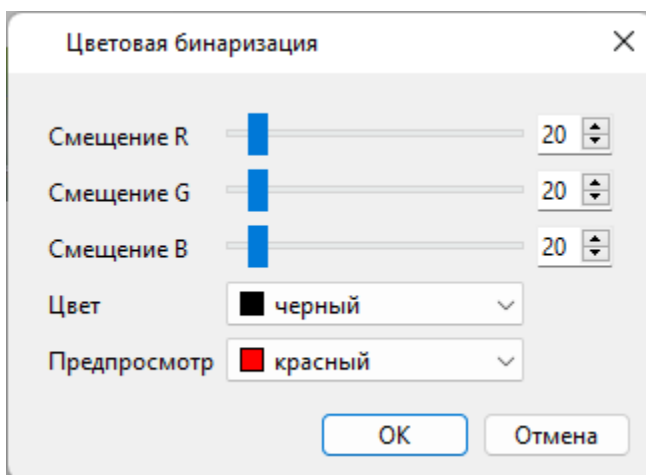 Цветовая бинаризация
Смещение R 20
Смещение G 20
Смещение B 20
Цвет черный
Предпросмотр красный
OK Отмена